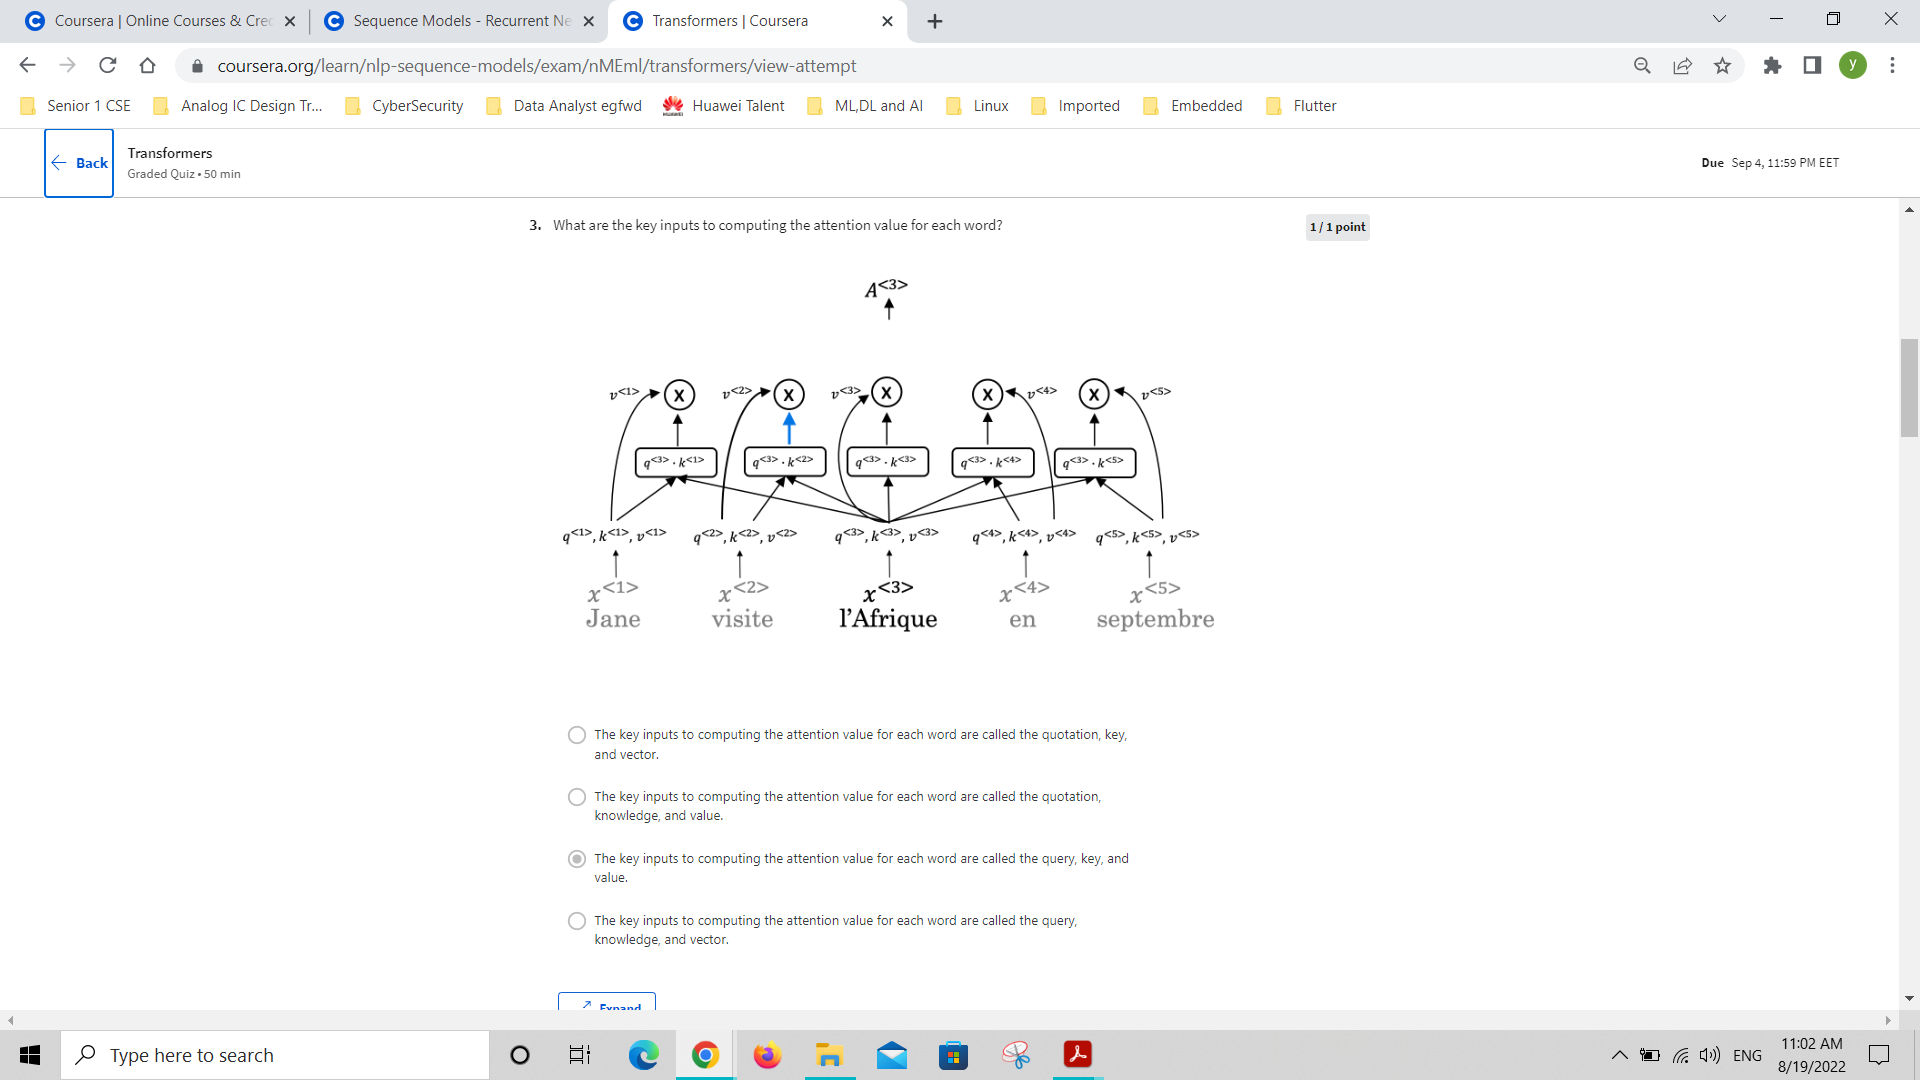 Coursera | Online Courses & Cre
Sequence Models - Recurrent Ne
Transformers | Coursera
coursera.org/learn/nlp-sequence-models/exam/nMEml/transformers/view-attempt
y
Senior 1 CSE
Analog IC Design Tr...
CyberSecurity
Data Analyst egfwd
Huawei Talent
ML,DL and AI
Linux
Imported
Embedded
Flutter
Back
Transformers
Graded Quiz • 50 min
Due Sep 4, 11:59 PM EET
3. What are the key inputs to computing the attention value for each word?
1 / 1 point
A<3>
v<1> X v<2> X v<3> X X v<4> X v<5>
q<3> · k<1> q<3> · k<2> q<3> · k<3> q<3> · k<4> q<3> · k<5>
q<1>, k<1>, v<1> q<2>, k<2>, v<2> q<3>, k<3>, v<3> q<4>, k<4>, v<4> q<5>, k<5>, v<5>
x<1> x<2> x<3> x<4> x<5>
Jane visite l'Afrique en septembre
The key inputs to computing the attention value for each word are called the quotation, key,
and vector.
The key inputs to computing the attention value for each word are called the quotation,
knowledge, and value.
The key inputs to computing the attention value for each word are called the query, key, and
value.
The key inputs to computing the attention value for each word are called the query,
knowledge, and vector.
Expand
Type here to search
ENG
11:02 AM
8/19/2022